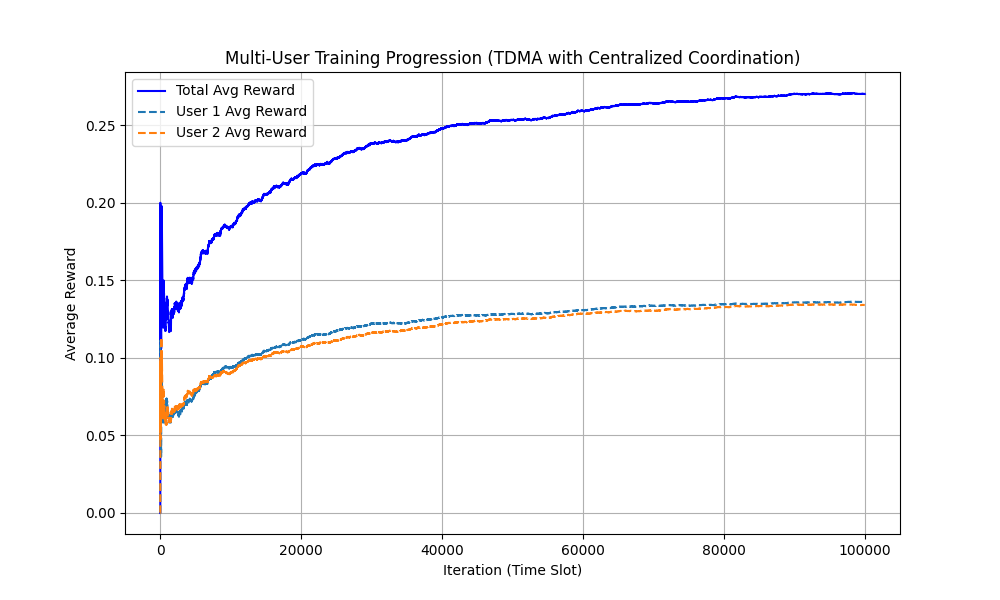 Multi-User Training Progression (TDMA with Centralized Coordination)
Total Avg Reward
User 1 Avg Reward
User 2 Avg Reward
Average Reward
0.25
0.20
0.15
0.10
0.05
0.00
0 20000 40000 60000 80000 100000
Iteration (Time Slot)